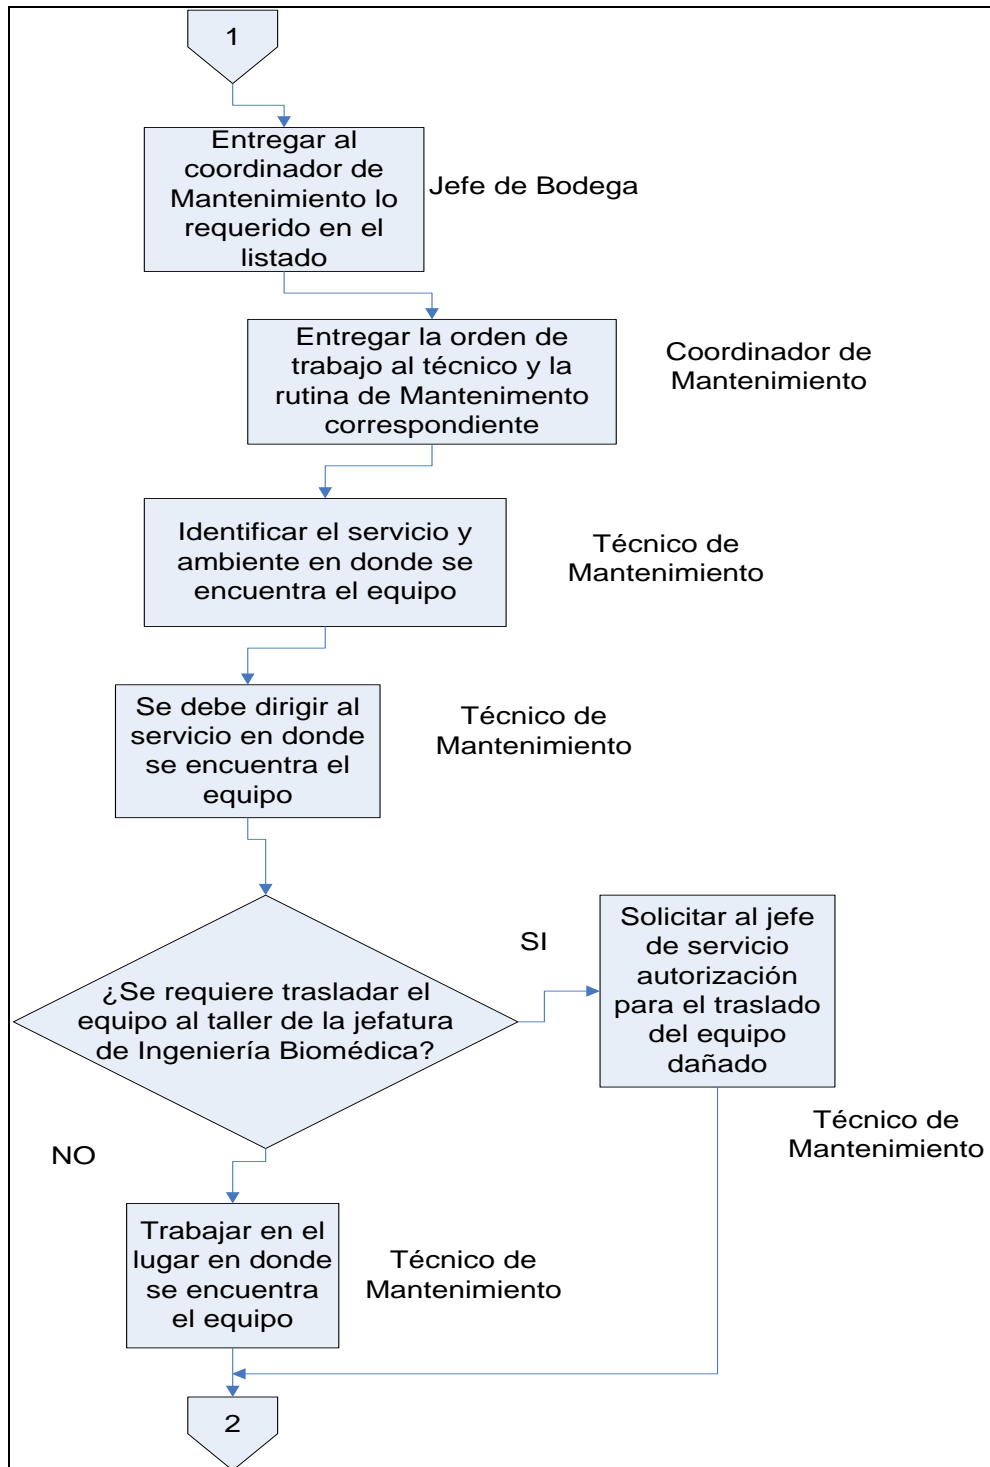 1
Entregar al
coordinador de
Mantenimiento lo
requerido en el
listado
Jefe de Bodega
Entregar la orden de
trabajo al técnico y la
rutina de Mantenimento
correspondiente
Coordinador de
Mantenimiento
Identificar el servicio y
ambiente en donde se
encuentra el equipo
Técnico de
Mantenimiento
Se debe dirigir al
servicio en donde
se encuentra el
equipo
Técnico de
Mantenimiento
¿Se requiere trasladar el
equipo al taller de la jefatura
de Ingeniería Biomédica?
SI
Solicitar al jefe
de servicio
autorización
para el traslado
del equipo
dañado
Técnico de
Mantenimiento
NO
Trabajar en el
lugar en donde
se encuentra
el equipo
Técnico de
Mantenimiento
2